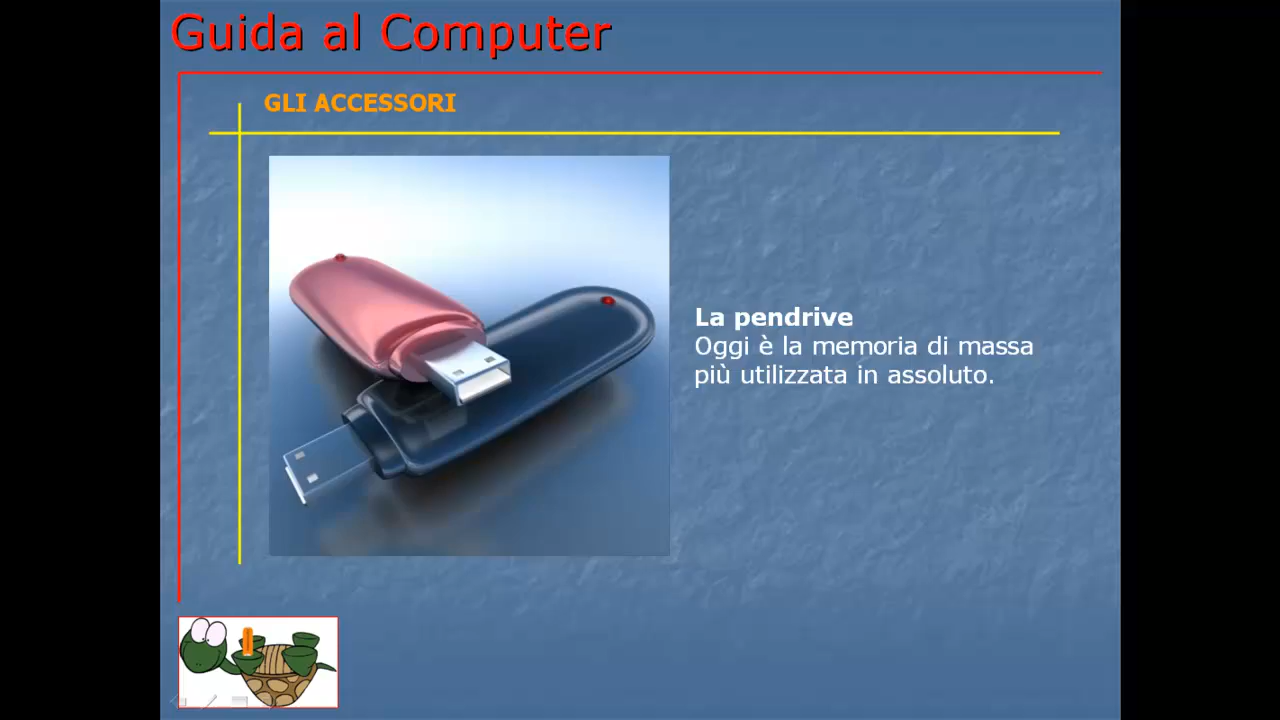 Guida al Computer
GLI ACCESSORI
La pendrive
Oggi è la memoria di massa
più utilizzata in assoluto.